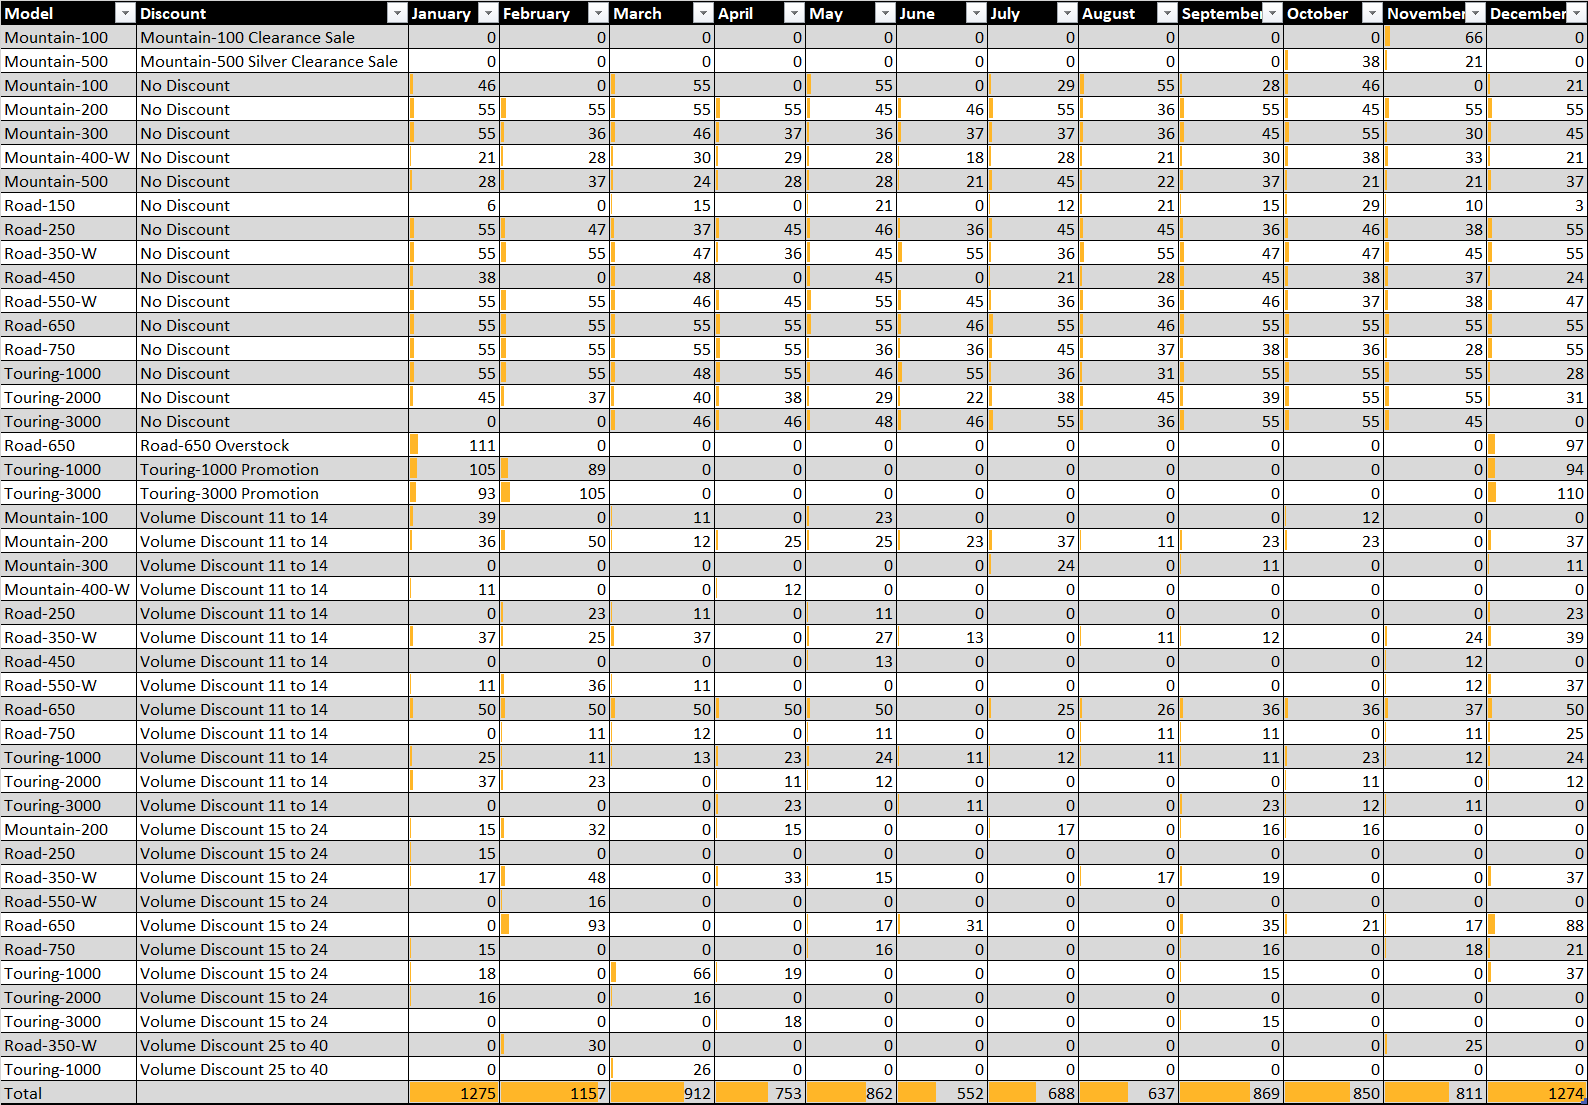 Model Discount January February March April May June July August September October November December
Mountain-100 Mountain-100 Clearance Sale 0 0 0 0 0 0 0 0 0 0 66 0
Mountain-500 Mountain-500 Silver Clearance Sale 0 0 0 0 0 0 0 0 0 38 21 0
Mountain-100 No Discount 46 0 55 0 55 0 29 55 28 46 0 21
Mountain-200 No Discount 55 55 55 55 45 46 55 36 55 45 55 55
Mountain-300 No Discount 55 36 46 37 36 37 37 36 45 55 30 45
Mountain-400-W No Discount 21 28 30 29 28 18 28 21 30 38 33 21
Mountain-500 No Discount 28 37 24 28 28 21 45 22 37 21 21 37
Road-150 No Discount 6 0 15 0 21 0 12 21 15 29 10 3
Road-250 No Discount 55 47 37 45 46 36 45 45 36 46 38 55
Road-350-W No Discount 55 55 47 36 45 55 36 55 47 47 45 55
Road-450 No Discount 38 0 48 0 45 0 21 28 45 38 37 24
Road-550-W No Discount 55 55 46 45 55 45 36 36 46 37 38 47
Road-650 No Discount 55 55 55 55 55 46 55 46 55 55 55 55
Road-750 No Discount 55 55 55 55 36 36 45 37 38 36 28 55
Touring-1000 No Discount 55 55 48 55 46 55 36 31 55 55 55 28
Touring-2000 No Discount 45 37 40 38 29 22 38 45 39 55 55 31
Touring-3000 No Discount 0 0 46 46 48 46 55 36 55 55 45 0
Road-650 Road-650 Overstock 111 0 0 0 0 0 0 0 0 0 0 97
Touring-1000 Touring-1000 Promotion 105 89 0 0 0 0 0 0 0 0 0 94
Touring-3000 Touring-3000 Promotion 93 105 0 0 0 0 0 0 0 0 0 110
Mountain-100 Volume Discount 11 to 14 39 0 11 0 23 0 0 0 0 12 0 0
Mountain-200 Volume Discount 11 to 14 36 50 12 25 25 23 37 11 23 23 0 37
Mountain-300 Volume Discount 11 to 14 0 0 0 0 0 0 24 0 11 0 0 11
Mountain-400-W Volume Discount 11 to 14 11 0 0 12 0 0 0 0 0 0 0 0
Road-250 Volume Discount 11 to 14 0 23 11 0 11 0 0 0 0 0 0 23
Road-350-W Volume Discount 11 to 14 37 25 37 0 27 13 0 11 12 0 24 39
Road-450 Volume Discount 11 to 14 0 0 0 0 13 0 0 0 0 0 12 0
Road-550-W Volume Discount 11 to 14 11 36 11 0 0 0 0 0 0 0 12 37
Road-650 Volume Discount 11 to 14 50 50 50 50 50 0 25 26 36 36 37 50
Road-750 Volume Discount 11 to 14 0 11 12 0 11 0 0 11 11 0 11 25
Touring-1000 Volume Discount 11 to 14 25 11 13 23 24 11 12 11 11 23 12 24
Touring-2000 Volume Discount 11 to 14 37 23 0 11 12 0 0 0 0 11 0 12
Touring-3000 Volume Discount 11 to 14 0 0 0 23 0 11 0 0 23 12 11 0
Mountain-200 Volume Discount 15 to 24 15 32 0 15 0 0 17 0 16 16 0 0
Road-250 Volume Discount 15 to 24 15 0 0 0 0 0 0 0 0 0 0 0
Road-350-W Volume Discount 15 to 24 17 48 0 33 15 0 0 17 19 0 0 37
Road-550-W Volume Discount 15 to 24 0 16 0 0 0 0 0 0 0 0 0 0
Road-650 Volume Discount 15 to 24 0 93 0 0 17 31 0 0 35 21 17 88
Road-750 Volume Discount 15 to 24 15 0 0 0 16 0 0 0 16 0 18 21
Touring-1000 Volume Discount 15 to 24 18 0 66 19 0 0 0 0 15 0 0 37
Touring-2000 Volume Discount 15 to 24 16 0 16 0 0 0 0 0 0 0 0 0
Touring-3000 Volume Discount 15 to 24 0 0 0 18 0 0 0 0 15 0 0 0
Road-350-W Volume Discount 25 to 40 0 30 0 0 0 0 0 0 0 0 25 0
Touring-1000 Volume Discount 25 to 40 0 0 26 0 0 0 0 0 0 0 0 0
Total 1275 1157 912 753 862 552 688 637 869 850 811 1274